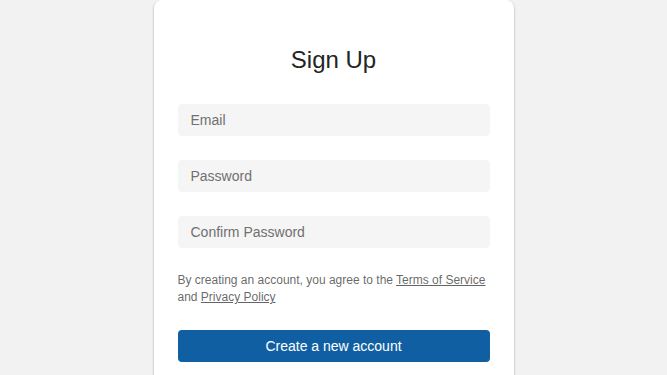 Sign Up
Email
Password
Confirm Password
By creating an account, you agree to the Terms of Service
and Privacy Policy
Create a new account